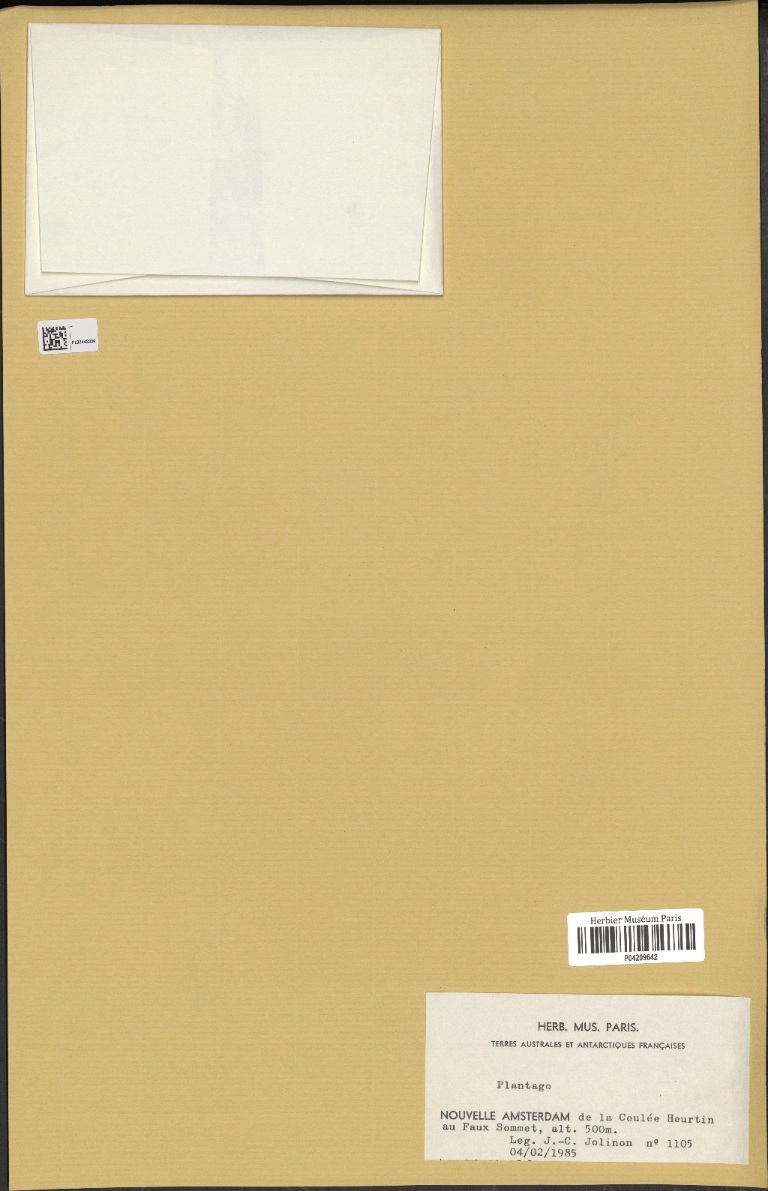 Herbier Muséum Paris
P04209642
HERB. MUS. PARIS.
TERRES AUSTRALES ET ANTARCTIQUES FRANÇAISES
Plantago
NOUVELLE AMSTERDAM de la Coulée Heurtin
au Faux Sommet, alt. 500m.
Leg. J.-C. Jolinon nº 1105
04/02/1985